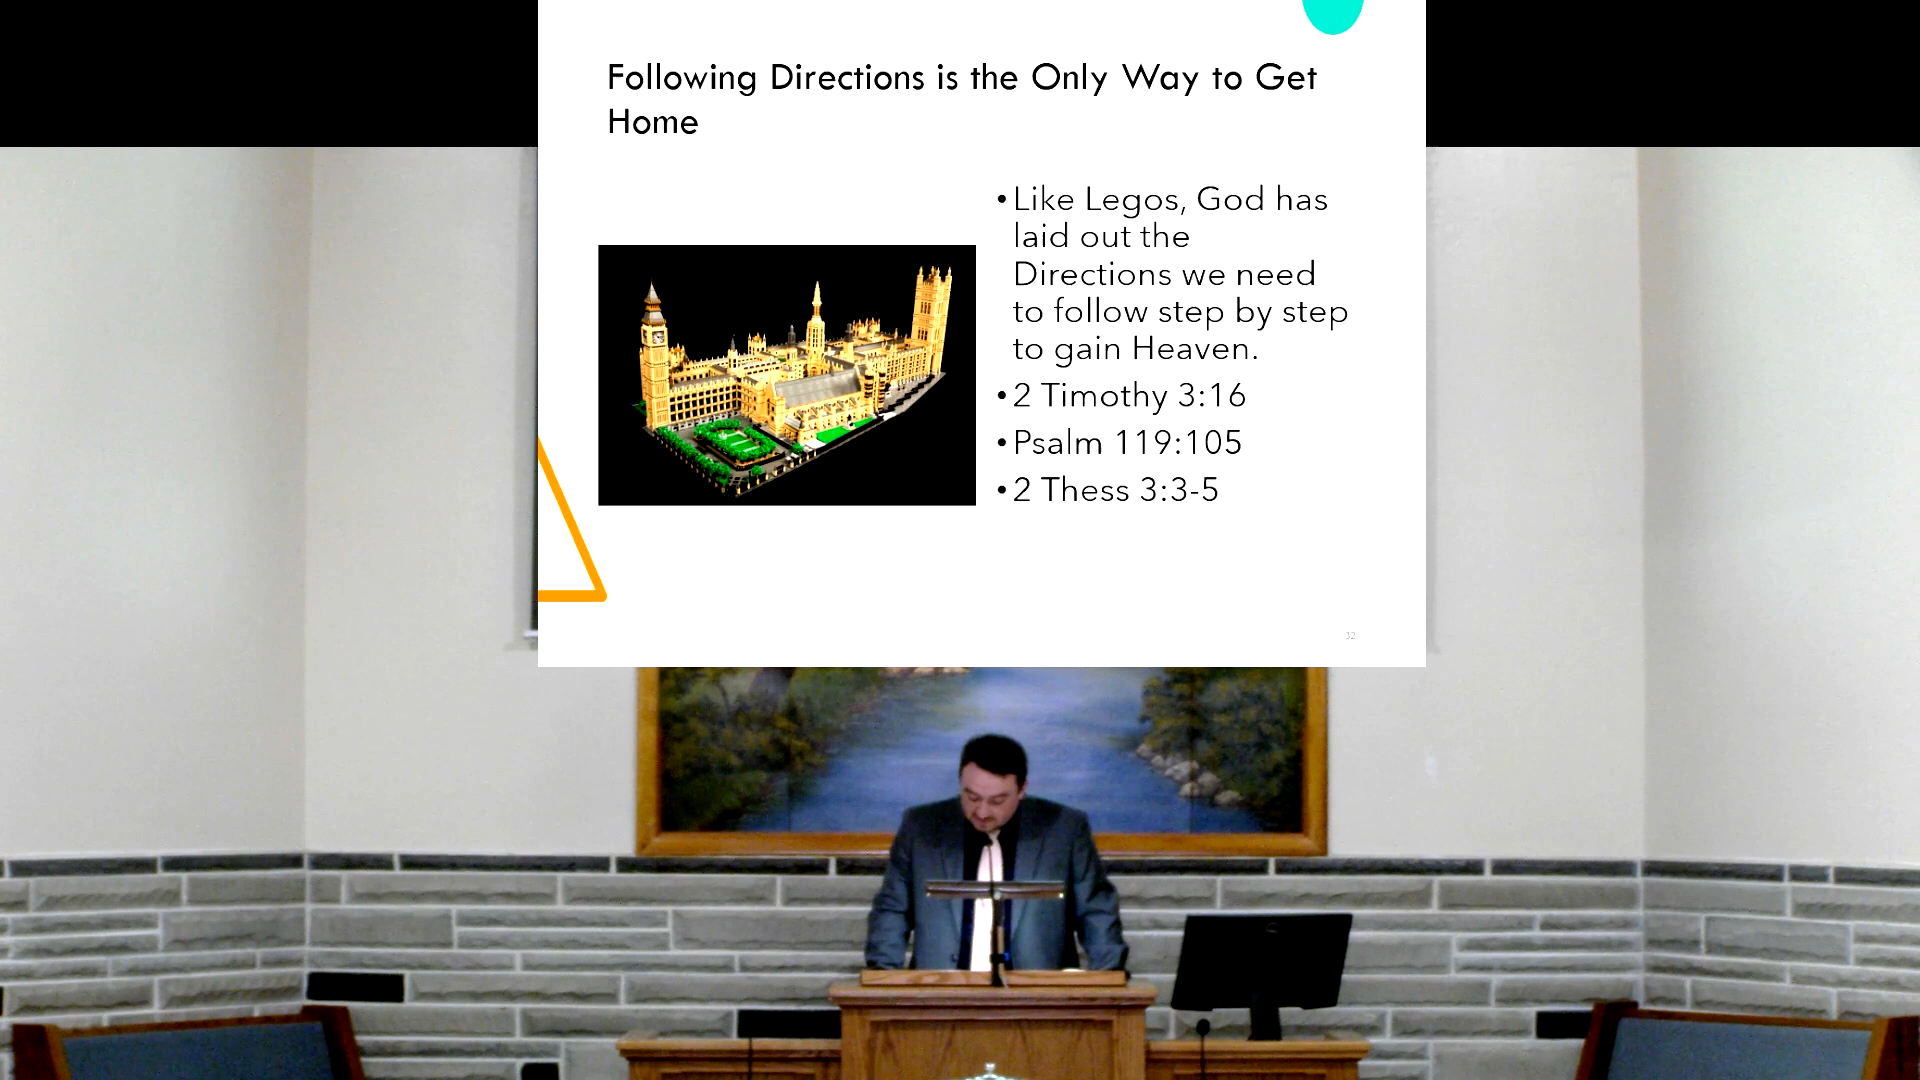 Following Directions is the Only Way to Get
Home
•Like Legos, God has
laid out the
Directions we need
to follow step by step
to gain Heaven.
•2 Timothy 3:16
•Psalm 119:105
•2 Thess 3:3-5
32